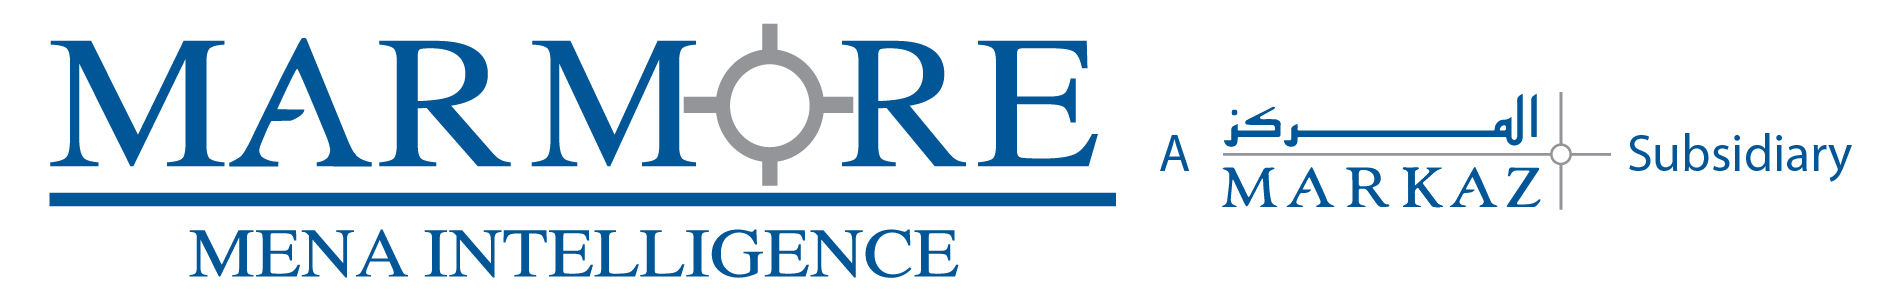 MARMORE
MENA INTELLIGENCE
A
المركز
MARKAZ
Subsidiary